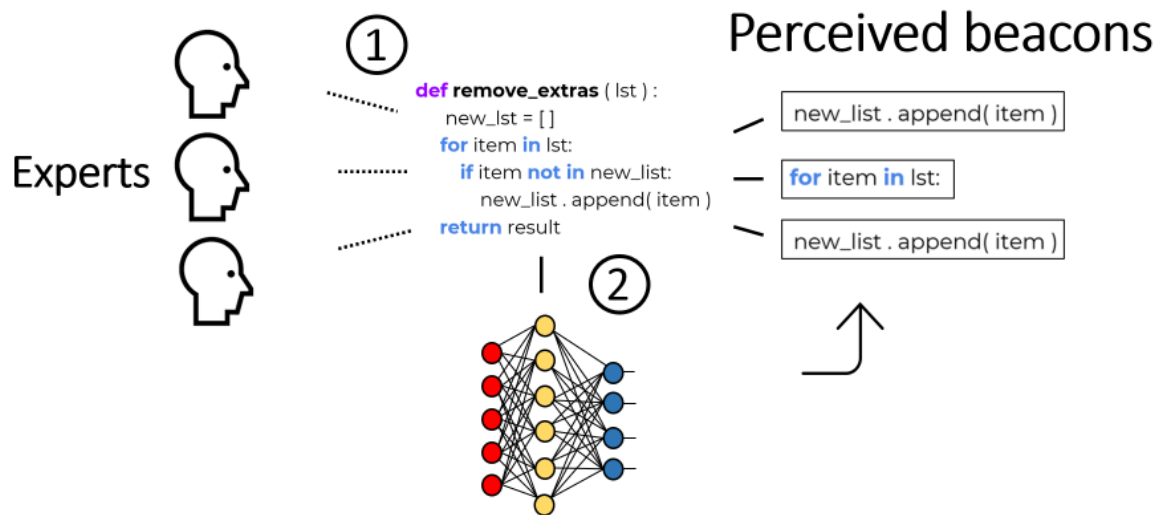 Perceived beacons
1
def remove_extras ( lst ) :
new_lst = [ ]
for item in lst:
if item not in new_list:
new_list . append( item )
return result
Experts
new_list . append( item )
for item in lst:
new_list . append( item )
2